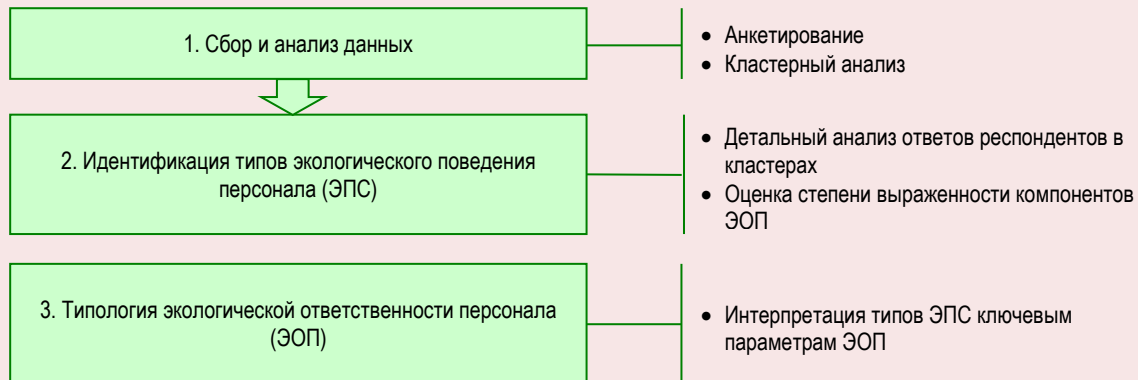 1. Сбор и анализ данных
• Анкетирование
• Кластерный анализ
2. Идентификация типов экологического поведения
персонала (ЭПС)
• Детальный анализ ответов респондентов в
кластерах
• Оценка степени выраженности компонентов
ЭОП
3. Типология экологической ответственности персонала
(ЭОП)
• Интерпретация типов ЭПС ключевым
параметрам ЭОП